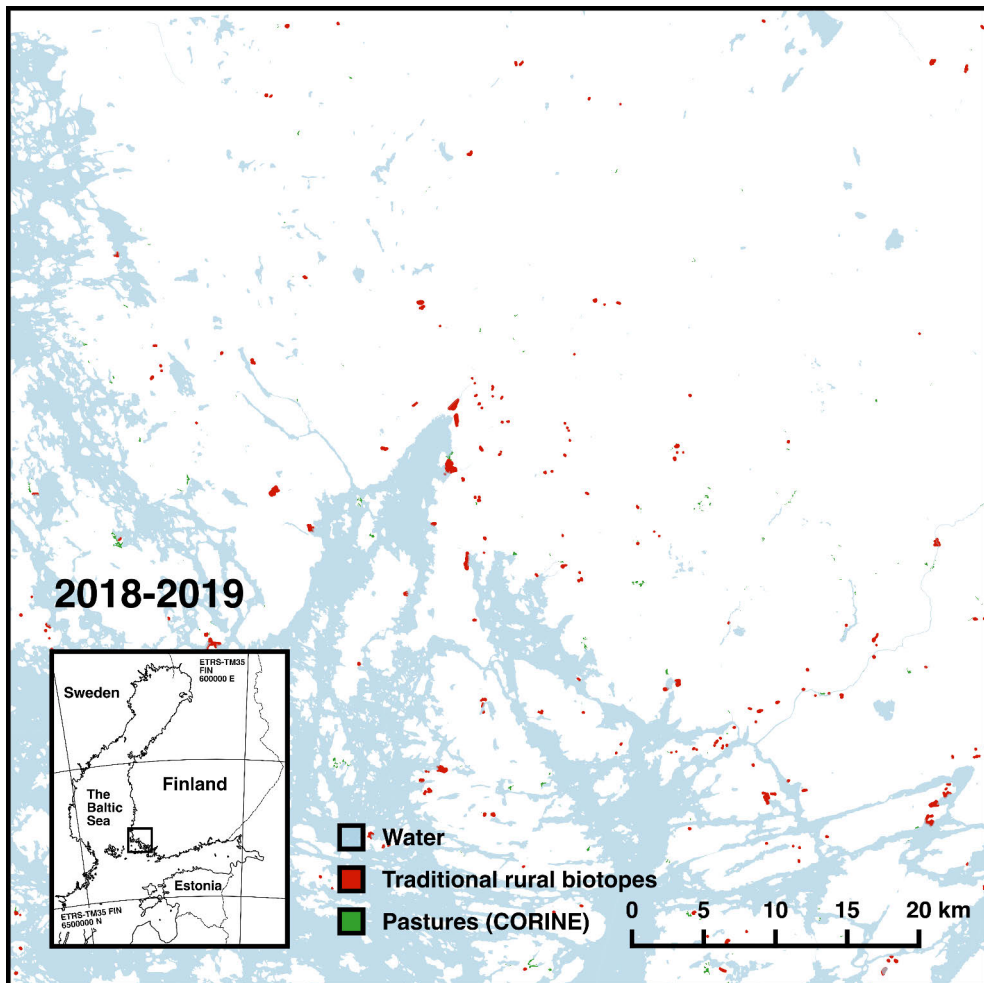 2018-2019
ETRS-TM35
FIN
600000 E
Sweden
Finland
The
Baltic
Sea
Estonia
ETRS-TM35 FIN
6500000 N
Water
Traditional rural biotopes
Pastures (CORINE)
0 5 10 15 20 km